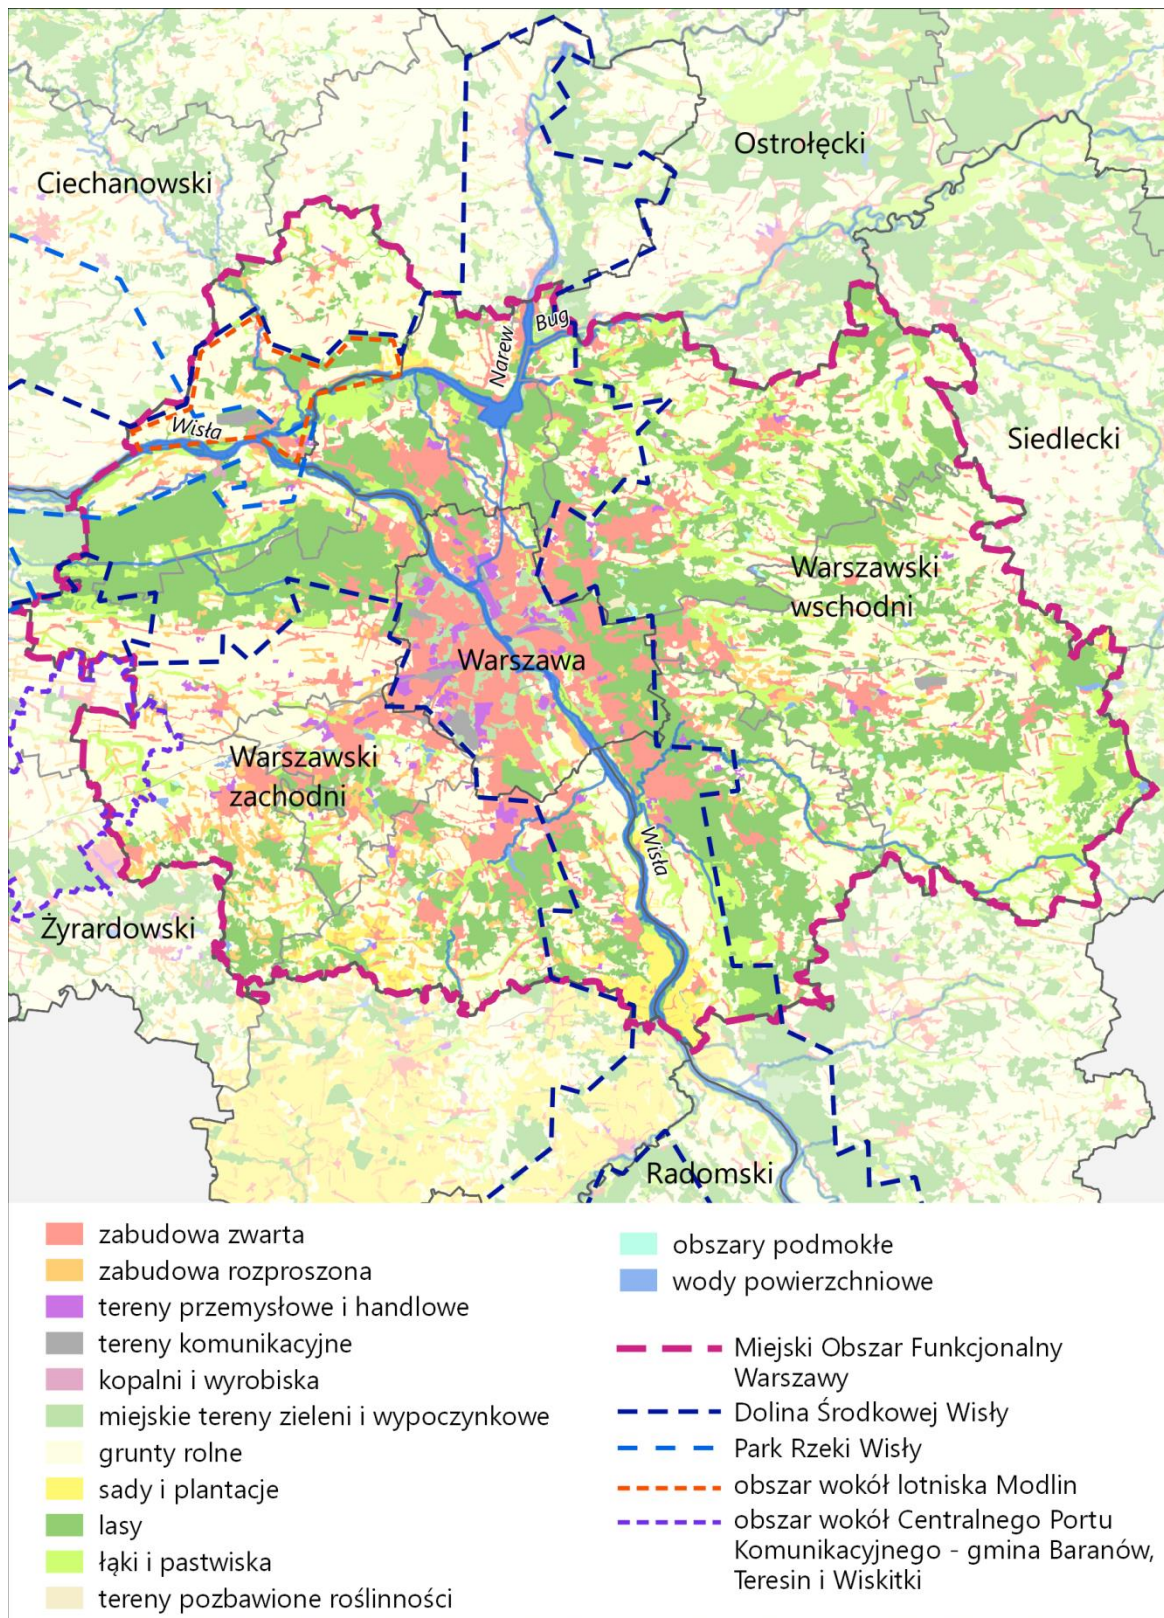 Ostrołęcki
Ciechanowski
Narew
Bug
Wisła
Siedlecki
Warszawski
wschodni
Warszawa
Warszawski
zachodni
Wisła
Żyrardowski
Radomski
zabudowa zwarta
zabudowa rozproszona
tereny przemysłowe i handlowe
tereny komunikacyjne
kopalni i wyrobiska
miejskie tereny zieleni i wypoczynkowe
grunty rolne
sady i plantacje
lasy
łąki i pastwiska
tereny pozbawione roślinności
obszary podmokłe
wody powierzchniowe
Miejski Obszar Funkcjonalny
Warszawy
Dolina Środkowej Wisły
Park Rzeki Wisły
obszar wokół lotniska Modlin
obszar wokół Centralnego Portu
Komunikacyjnego - gmina Baranów,
Teresin i Wiskitki